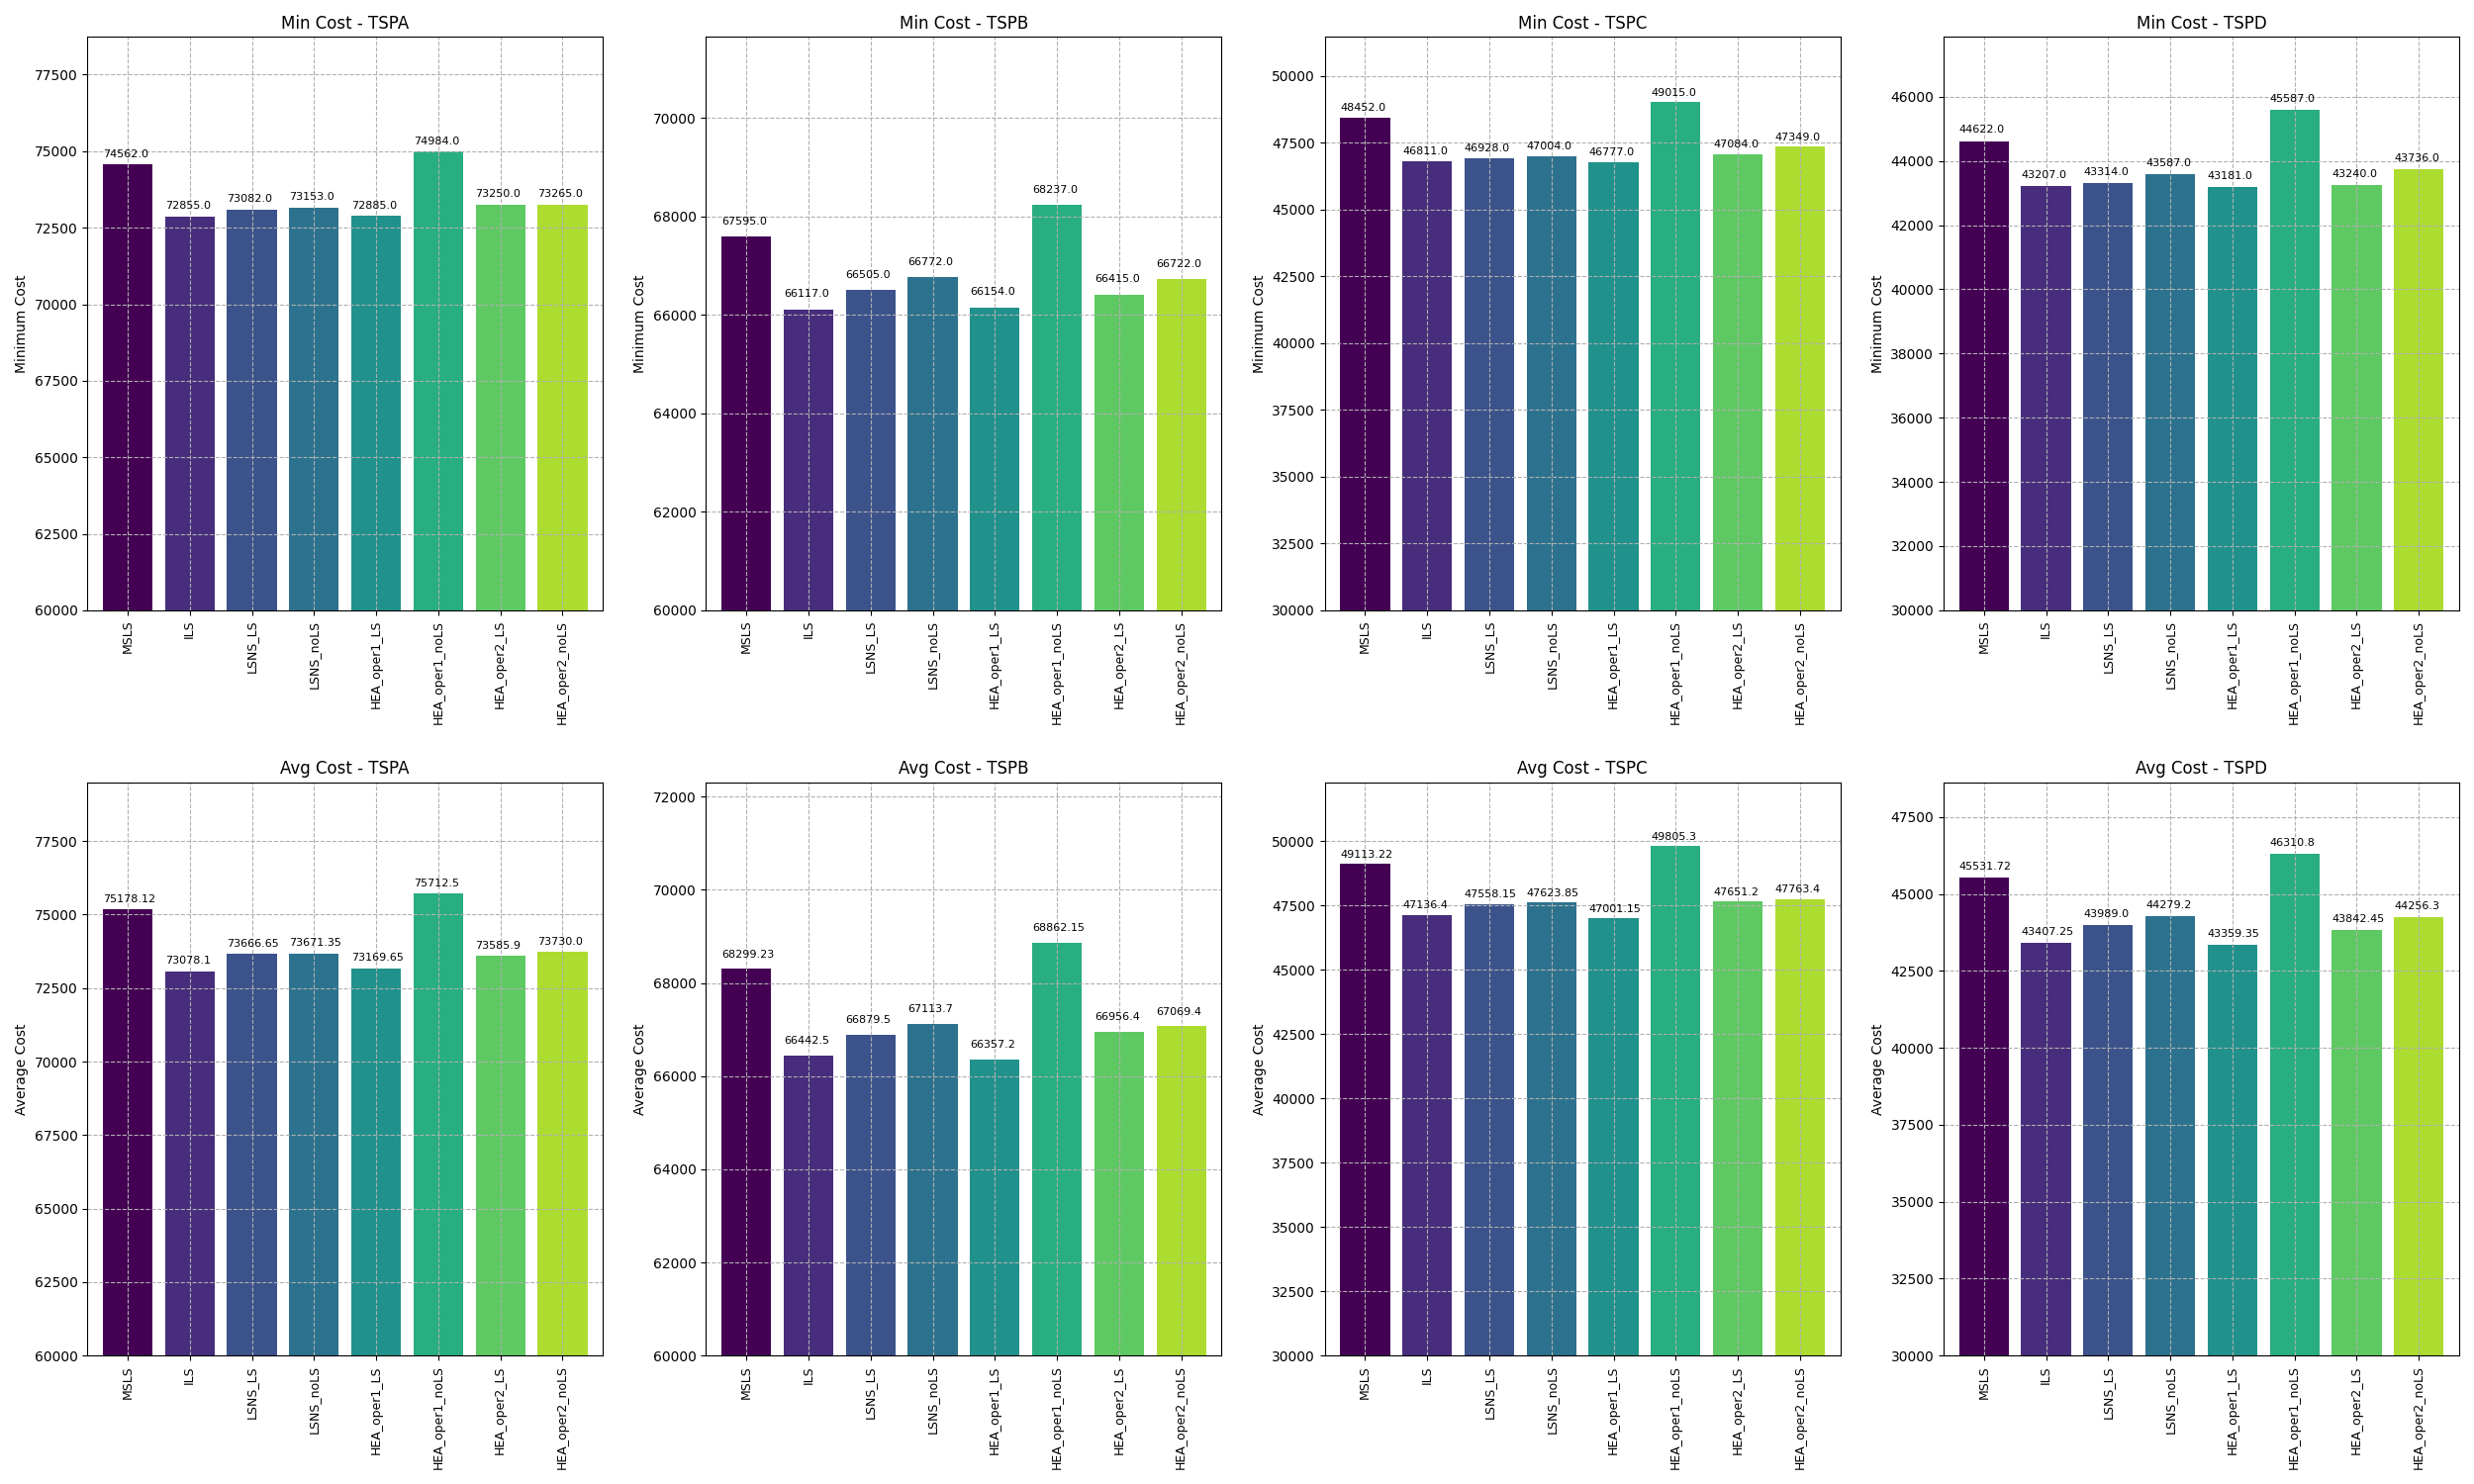 Min Cost - TSPA
Minimum Cost
77500
75000
72500
70000
67500
65000
62500
60000
74562.0
72855.0
73082.0
73153.0
72885.0
74984.0
73250.0
73265.0
MSLS
ILS
LSNS_LS
LSNS_noLS
HEA_oper1_LS
HEA_oper1_noLS
HEA_oper2_LS
HEA_oper2_noLS
Min Cost - TSPB
Minimum Cost
70000
68000
66000
64000
62000
60000
67595.0
66117.0
66505.0
66772.0
66154.0
68237.0
66415.0
66722.0
MSLS
ILS
LSNS_LS
LSNS_noLS
HEA_oper1_LS
HEA_oper1_noLS
HEA_oper2_LS
HEA_oper2_noLS
Min Cost - TSPC
Minimum Cost
50000
47500
45000
42500
40000
37500
35000
32500
30000
48452.0
46811.0
46928.0
47004.0
46777.0
49015.0
47084.0
47349.0
MSLS
ILS
LSNS_LS
LSNS_noLS
HEA_oper1_LS
HEA_oper1_noLS
HEA_oper2_LS
HEA_oper2_noLS
Min Cost - TSPD
Minimum Cost
46000
44000
42000
40000
38000
36000
34000
32000
30000
44622.0
43207.0
43314.0
43587.0
43181.0
45587.0
43240.0
43736.0
MSLS
ILS
LSNS_LS
LSNS_noLS
HEA_oper1_LS
HEA_oper1_noLS
HEA_oper2_LS
HEA_oper2_noLS
Avg Cost - TSPA
Average Cost
77500
75000
72500
70000
67500
65000
62500
60000
75178.12
73078.1
73666.65
73671.35
73169.65
75712.5
73585.9
73730.0
MSLS
ILS
LSNS_LS
LSNS_noLS
HEA_oper1_LS
HEA_oper1_noLS
HEA_oper2_LS
HEA_oper2_noLS
Avg Cost - TSPB
Average Cost
72000
70000
68000
66000
64000
62000
60000
68299.23
66442.5
66879.5
67113.7
66357.2
68862.15
66956.4
67069.4
MSLS
ILS
LSNS_LS
LSNS_noLS
HEA_oper1_LS
HEA_oper1_noLS
HEA_oper2_LS
HEA_oper2_noLS
Avg Cost - TSPC
Average Cost
50000
47500
45000
42500
40000
37500
35000
32500
30000
49113.22
47136.4
47558.15
47623.85
47001.15
49805.3
47651.2
47763.4
MSLS
ILS
LSNS_LS
LSNS_noLS
HEA_oper1_LS
HEA_oper1_noLS
HEA_oper2_LS
HEA_oper2_noLS
Avg Cost - TSPD
Average Cost
47500
45000
42500
40000
37500
35000
32500
30000
45531.72
43407.25
43989.0
44279.2
43359.35
46310.8
43842.45
44256.3
MSLS
ILS
LSNS_LS
LSNS_noLS
HEA_oper1_LS
HEA_oper1_noLS
HEA_oper2_LS
HEA_oper2_noLS